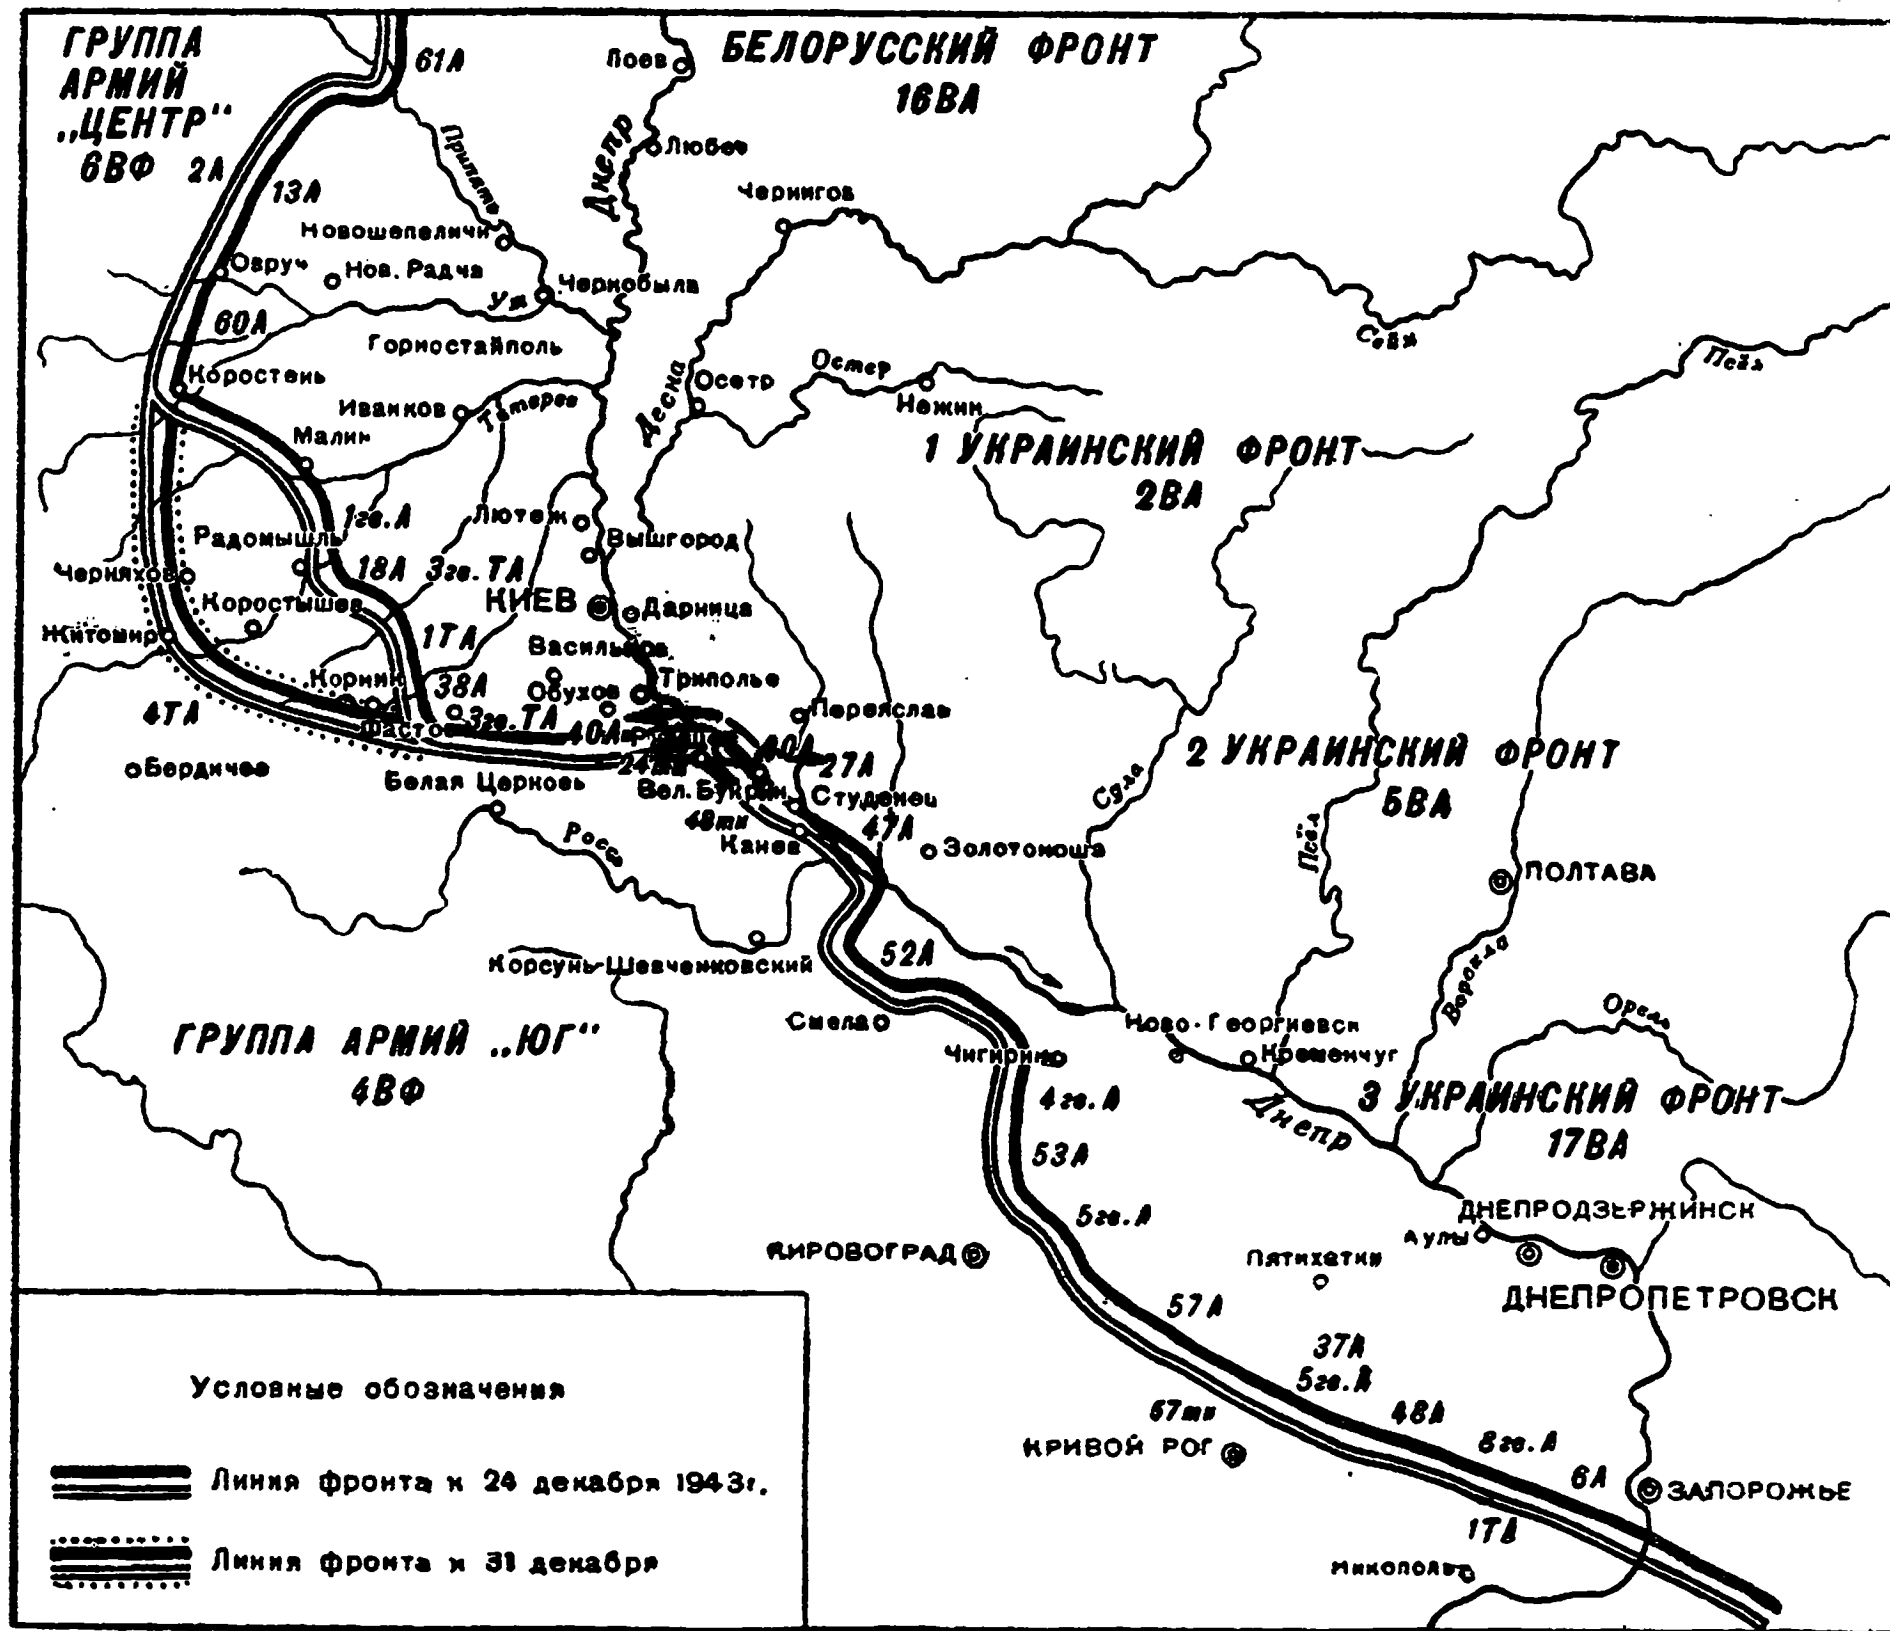 ГРУППА
АРМИЙ
„ЦЕНТР“
6ВФ
2А
61А
13А
60А
БЕЛОРУССКИЙ ФРОНТ
16ВА
Лоев
Любеч
Днепр
Припять
Чернигов
Новошепеличи
Овруч
Нов. Радча
Чернобыль
Уж
Горностайполь
Коростень
Иванков
Тетерев
Малин
Десна
Осетр
Остер
Нежин
Сейм
Псёл
1 УКРАИНСКИЙ ФРОНТ
2ВА
1гв.А
Радомышль
18А
3гв.ТА
Лютеж
Вышгород
КИЕВ
Дарница
Черняхов
Коростышев
Житомир
1ТА
Васильков
Корнин
38А
Обухов
Триполье
4ТА
3гв.ТА
Фастов
40А
40А
27А
Переяслав
Бердичев
Белая Церковь
24тк
Вел. Букрин
Студенец
48тк
Канев
47А
Золотоноша
Россь
Сула
2 УКРАИНСКИЙ ФРОНТ
5ВА
Псёл
ПОЛТАВА
Ворскла
Корсунь-Шевченковский
52А
Смела
Чигирин
Ново-Георгиевск
Кременчуг
Орель
ГРУППА АРМИЙ „ЮГ“
4ВФ
4гв.А
53А
5гв.А
Днепр
3 УКРАИНСКИЙ ФРОНТ
17ВА
КИРОВОГРАД
Пятихатки
Аулы
ДНЕПРОДЗЕРЖИНСК
ДНЕПРОПЕТРОВСК
57А
37А
5гв.А
48А
8гв.А
6А
57тк
КРИВОЙ РОГ
ЗАПОРОЖЬЕ
1ТА
Никополь
Условные обозначения
Линия фронта к 24 декабря 1943г.
Линия фронта к 31 декабря